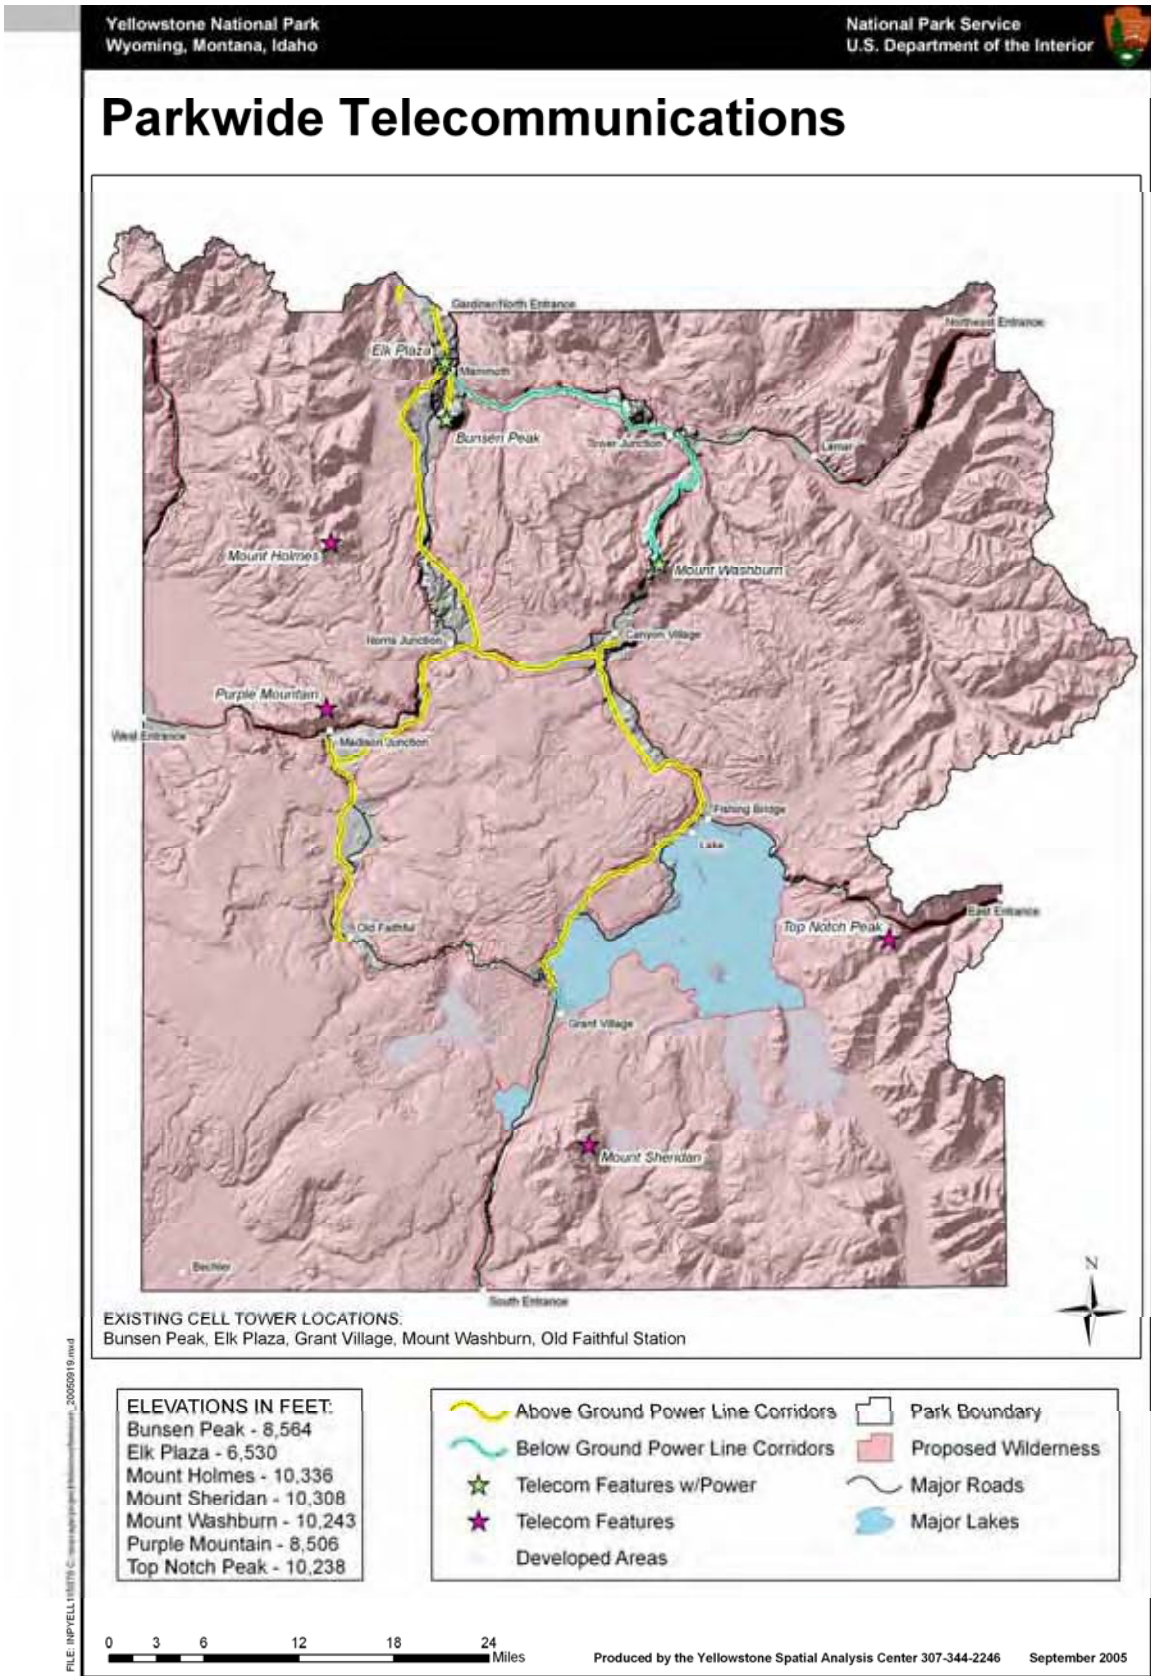 Yellowstone National Park
Wyoming, Montana, Idaho
National Park Service
U.S. Department of the Interior
Parkwide Telecommunications
Gardiner/North Entrance
Northeast Entrance
Elk Plaza
Mammoth
Bunsen Peak
Tower Junction
Lamar
Mount Holmes
Mount Washburn
Norris Junction
Canyon Village
Purple Mountain
West Entrance
Madison Junction
Fishing Bridge
Lake
East Entrance
Top Notch Peak
Old Faithful
Grant Village
Mount Sheridan
Bechler
South Entrance
N
EXISTING CELL TOWER LOCATIONS:
Bunsen Peak, Elk Plaza, Grant Village, Mount Washburn, Old Faithful Station
ELEVATIONS IN FEET:
Bunsen Peak - 8,564
Elk Plaza - 6,530
Mount Holmes - 10,336
Mount Sheridan - 10,308
Mount Washburn - 10,243
Purple Mountain - 8,506
Top Notch Peak - 10,238
Above Ground Power Line Corridors
Below Ground Power Line Corridors
Telecom Features w/Power
Telecom Features
Developed Areas
Park Boundary
Proposed Wilderness
Major Roads
Major Lakes
0 3 6 12 18 24
Miles
Produced by the Yellowstone Spatial Analysis Center 307-344-2246 September 2005
FILE: